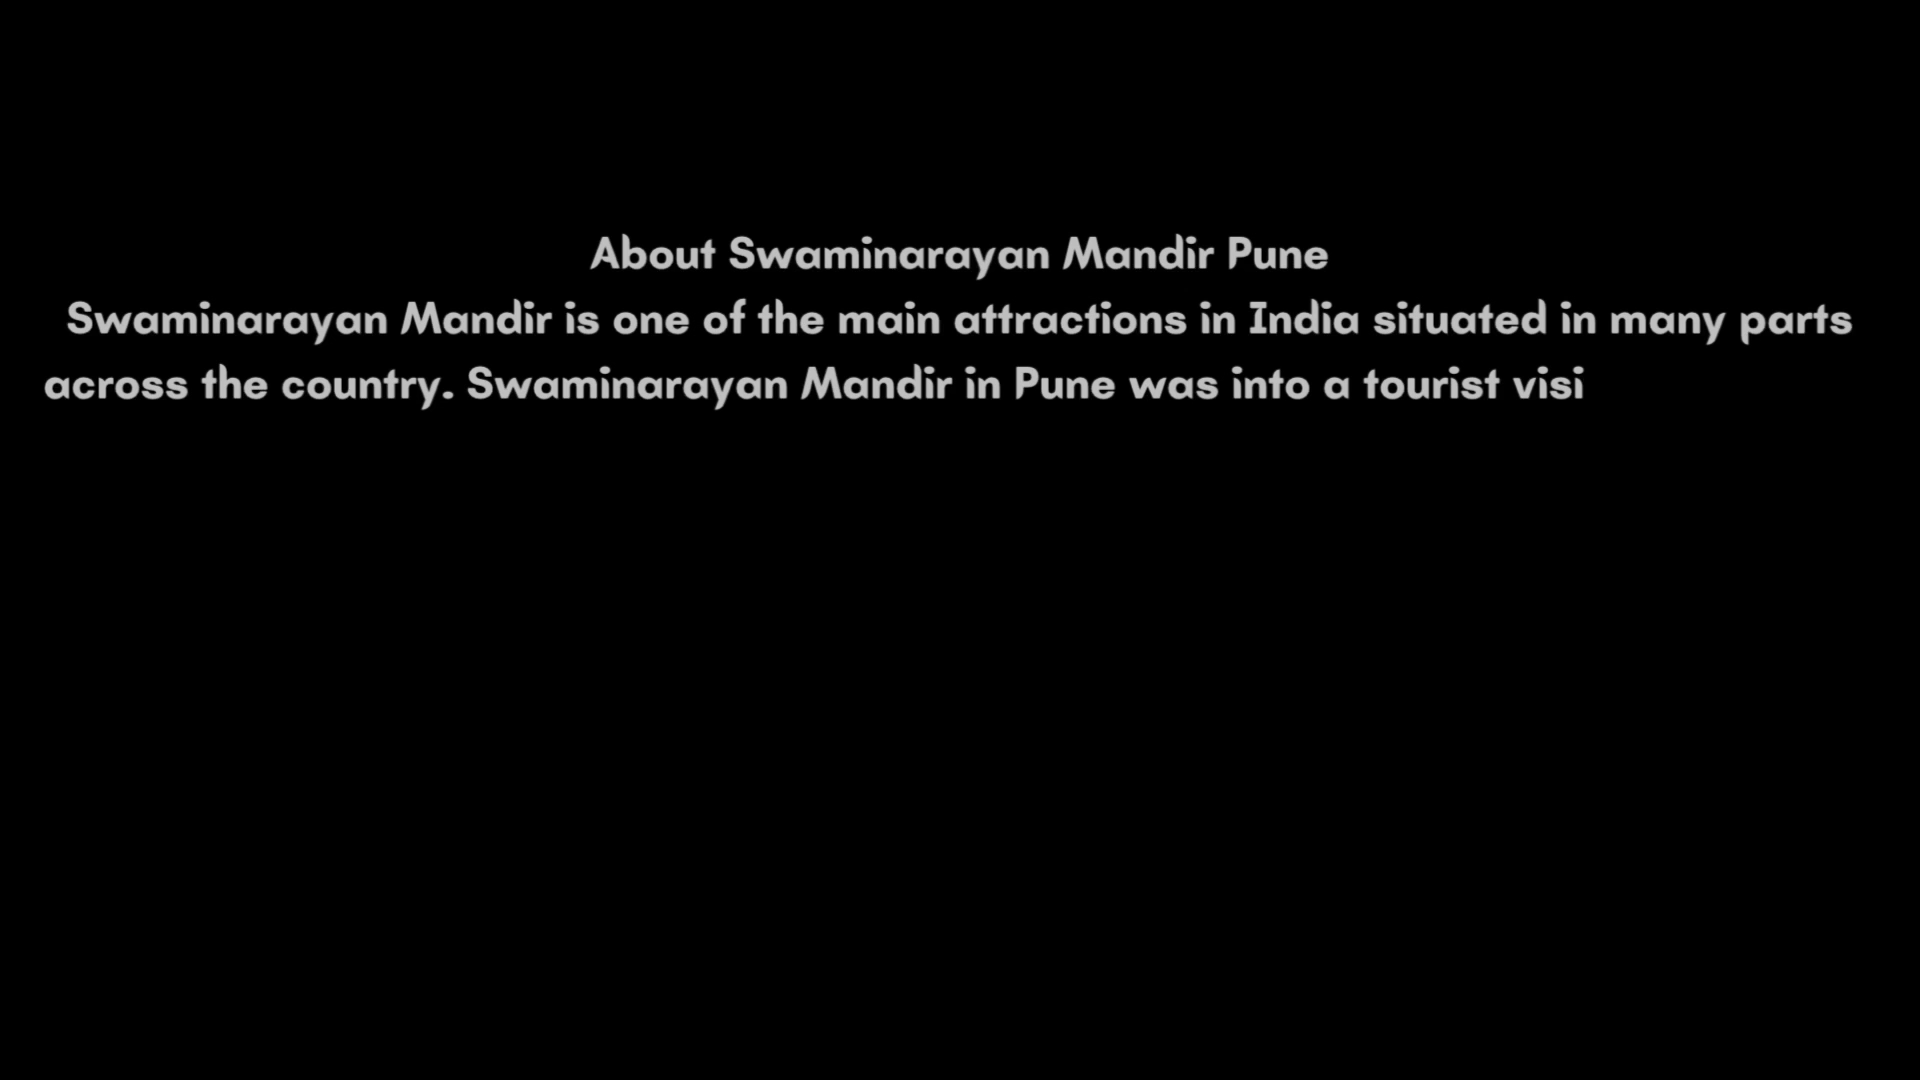 About Swaminarayan Mandir Pune
Swaminarayan Mandir is one of the main attractions in India situated in many parts
across the country. Swaminarayan Mandir in Pune was into a tourist visi